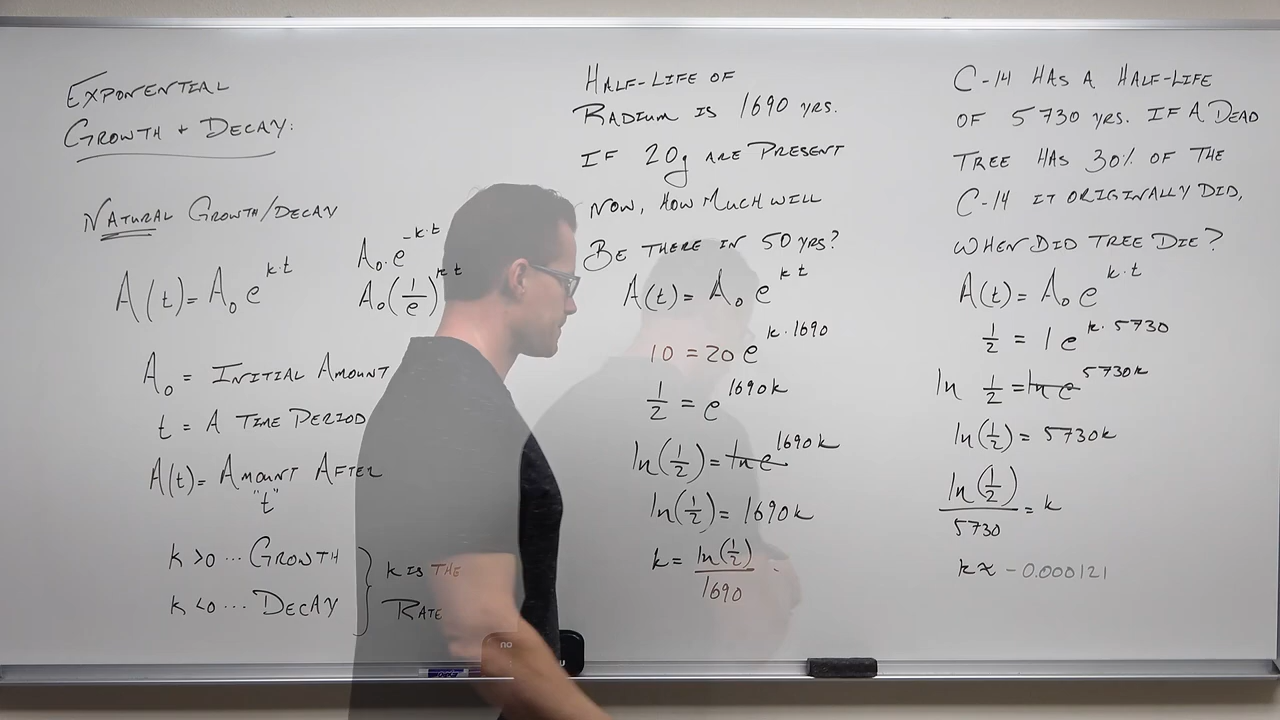 EXPONENTIAL
GROWTH + DECAY:
NATURAL GROWTH/DECAY
A(t) = A₀ e^(k·t)
A₀·e^(-k·t)
A₀(1/e)^(k·t)
A₀ = INITIAL AMOUNT
t = A TIME PERIOD
A(t) = AMOUNT AFTER
"t"
k >0 ... GROWTH
k <0 ... DECAY
k IS THE
RATE
HALF-LIFE OF
RADIUM IS 1690 YRS.
IF 20g ARE PRESENT
NOW, HOW MUCH WILL
BE THERE IN 50 YRS?
A(t) = A₀ e^(k·t)
10 = 20 e^(k·1690)
1/2 = e^(1690k)
ln(1/2) = ln e^(1690k)
ln(1/2) = 1690k
k = ln(1/2)/1690
C-14 HAS A HALF-LIFE
OF 5730 YRS. IF A DEAD
TREE HAS 30% OF THE
C-14 IT ORIGINALLY DID,
WHEN DID TREE DIE?
A(t) = A₀ e^(k·t)
1/2 = 1 e^(k·5730)
ln 1/2 = ln e^(5730k)
ln(1/2) = 5730k
ln(1/2)/5730 = k
k ≈ -0.000121